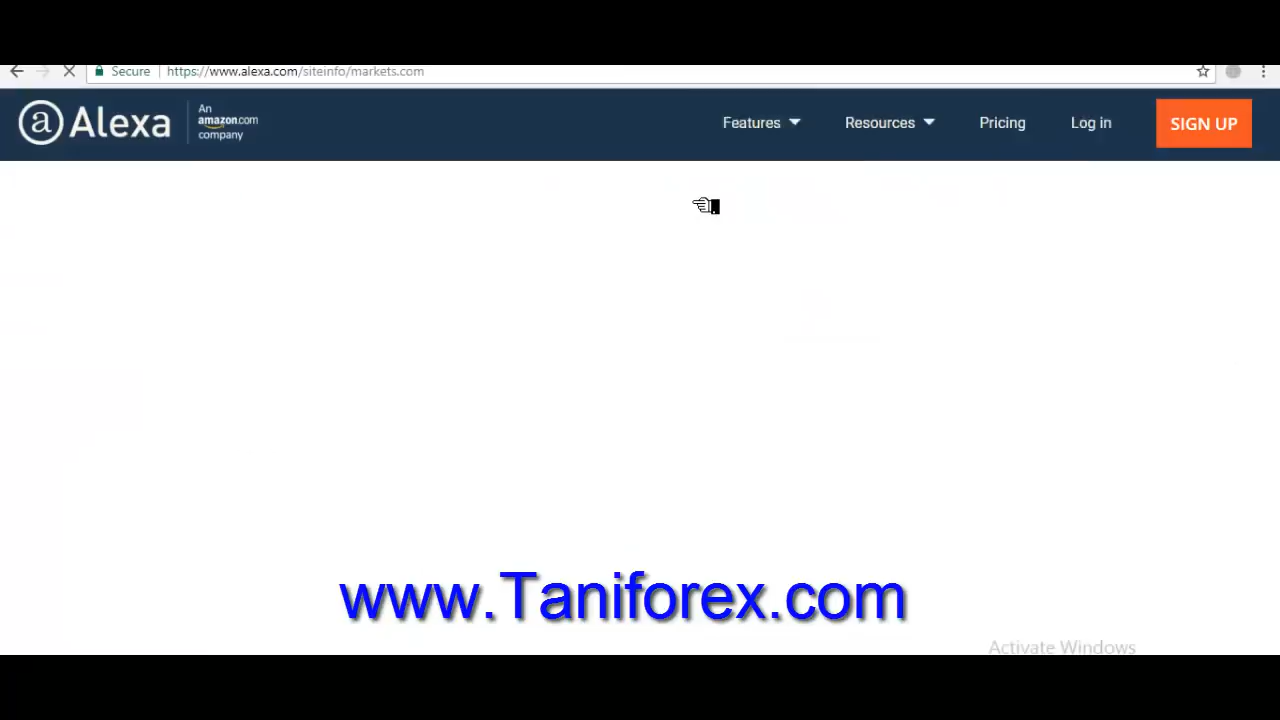 Secure https://www.alexa.com/siteinfo/markets.com
a Alexa
An
amazon.com
company
Features Resources Pricing Log in SIGN UP
www.Taniforex.com
Activate Windows